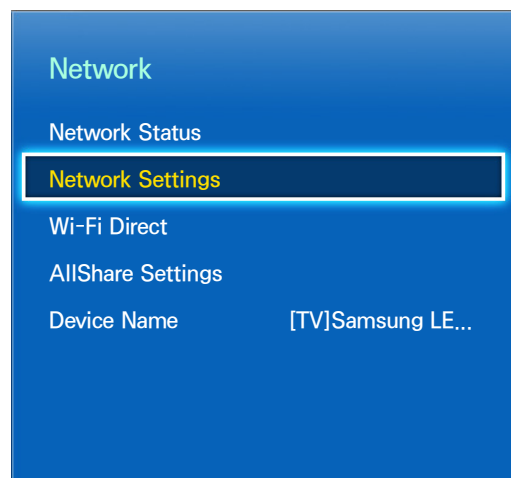 Network
Network Status
Network Settings
Wi-Fi Direct
AllShare Settings
Device Name [TV]Samsung LE...